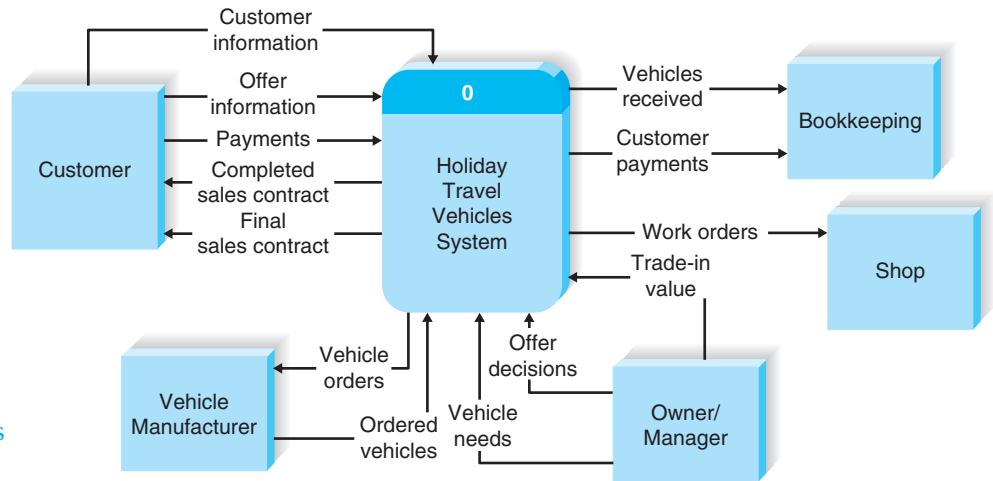 Customer
information
Offer
information
Payments
Completed
sales contract
Final
sales contract
Customer
0
Holiday
Travel
Vehicles
System
Vehicles
received
Customer
payments
Bookkeeping
Work orders
Shop
Trade-in
value
Offer
decisions
Vehicle
needs
Owner/
Manager
Vehicle
orders
Ordered
vehicles
Vehicle
Manufacturer
s